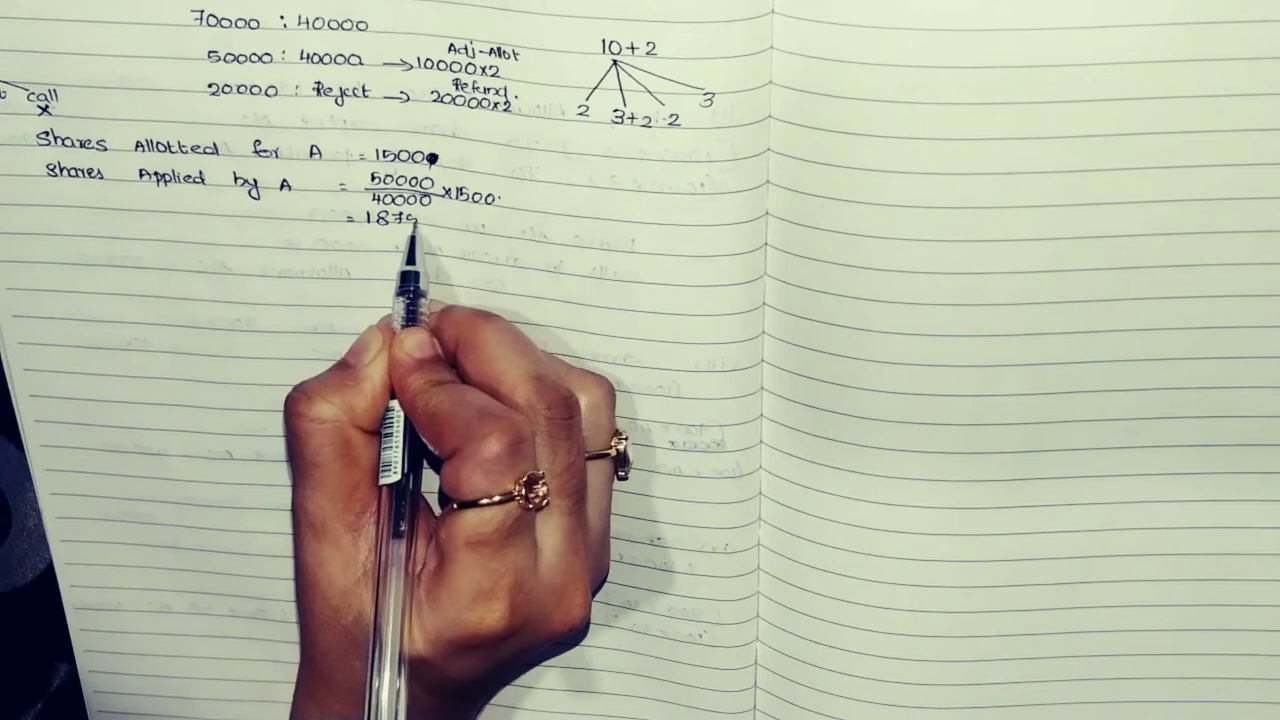 70000 : 40000
50000 : 40000 → Adj-Allot 10000x2
20000 : Reject → Refund. 20000x2
call
x
Shares Allotted for A = 1500
Shares Applied by A = 50000/40000 x1500.
= 187
10+2
2 3+2 2 3